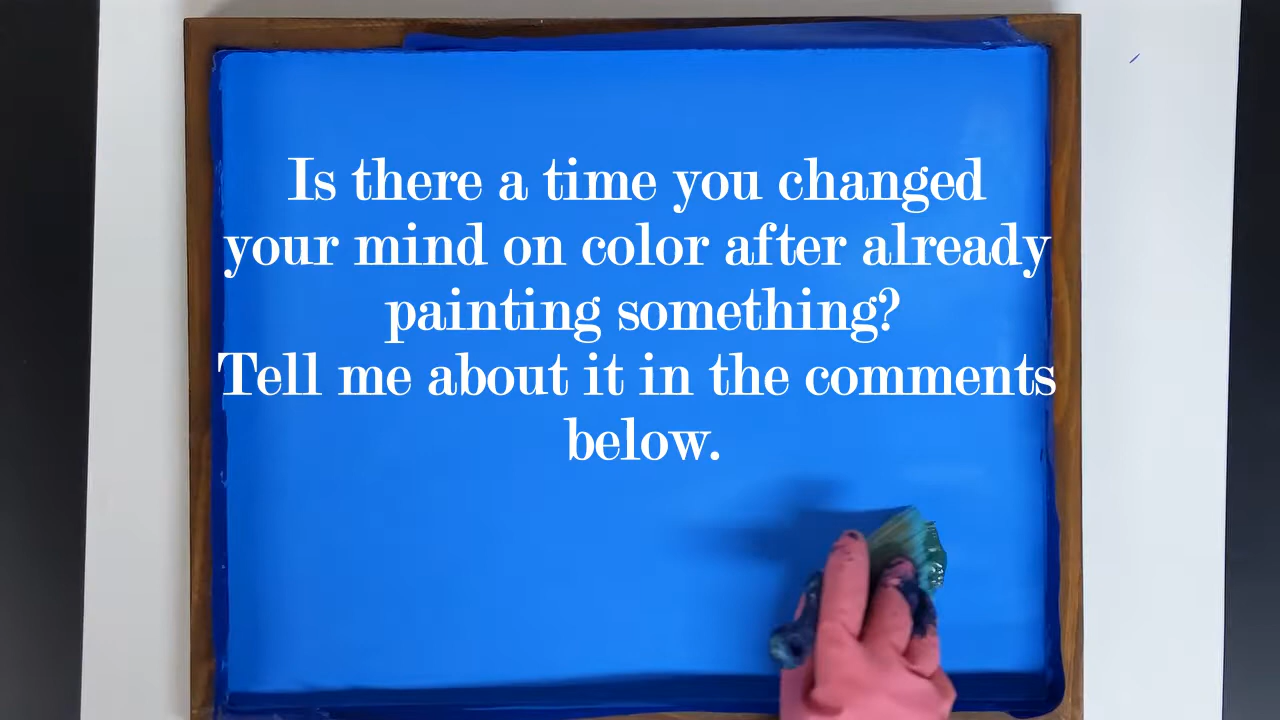 Is there a time you changed
your mind on color after already
painting something?
Tell me about it in the comments
below.